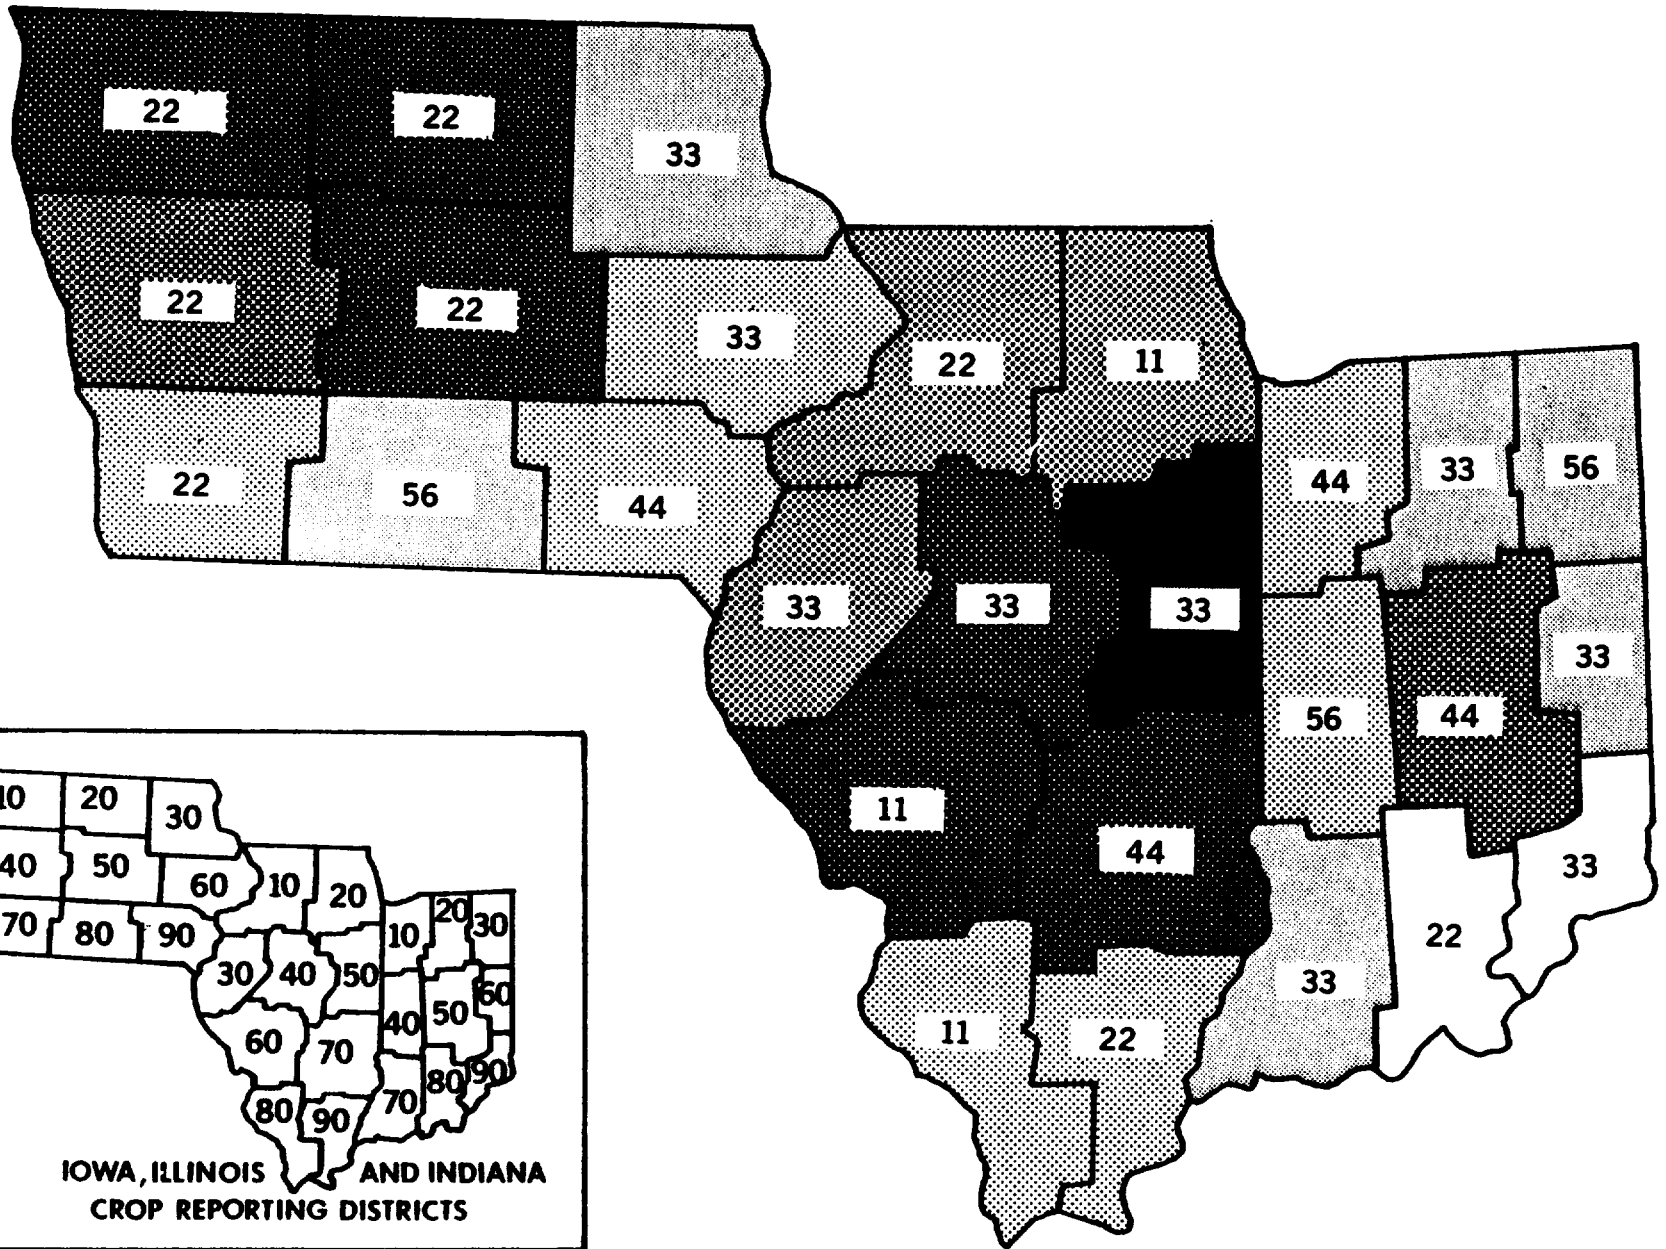 22 22 33
22 22 33 22 11
22 56 44 44 33 56
33 33 33 33
56 44
11 44 33
11 22 33 22
10 20 30
40 50 60 10 20
70 80 90 10 20 30
30 40 50 60
40 50
60 70
80 90 70 80 90
IOWA, ILLINOIS AND INDIANA
CROP REPORTING DISTRICTS